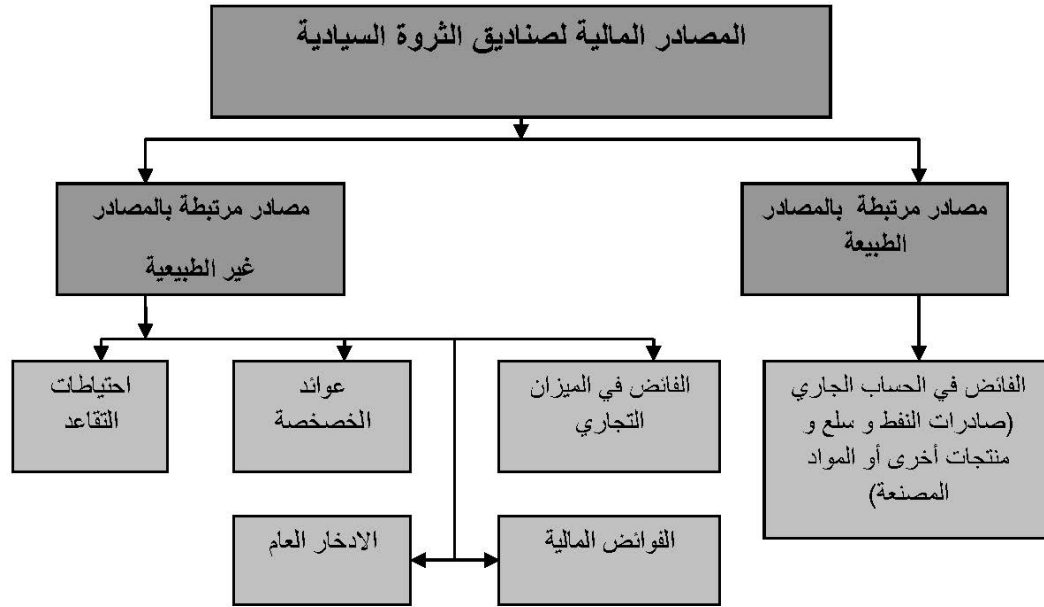 المصادر المالية لصناديق الثروة السيادية
مصادر مرتبطة بالمصادر
الطبيعة
مصادر مرتبطة بالمصادر
غير الطبيعية
الفائض في الحساب الجاري
(صادرات النفط و سلع و
منتجات أخرى أو المواد
المصنعة)
الفائض في الميزان
التجاري
عوائد
الخصخصة
احتياطات
التقاعد
الفوائض المالية
الادخار العام